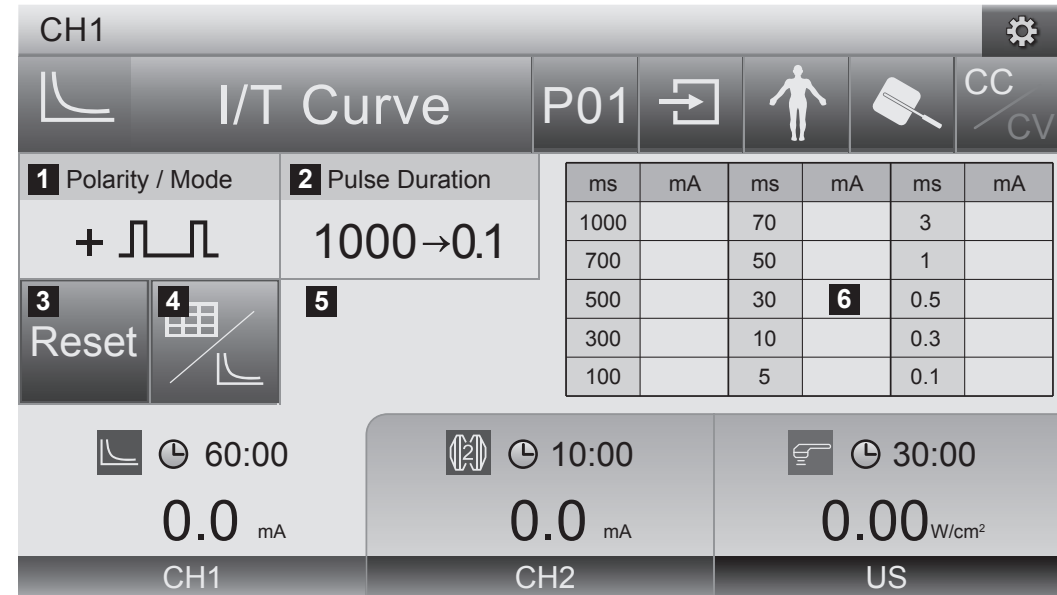 CH1
I/T Curve P01 CC/CV
1 Polarity / Mode 2 Pulse Duration
+ 1000→0.1
ms mA ms mA ms mA
1000 70 3
700 50 1
500 30 6 0.5
300 10 0.3
100 5 0.1
3 4 5
Reset
60:00 2 10:00 30:00
0.0 mA 0.0 mA 0.00 W/cm²
CH1 CH2 US